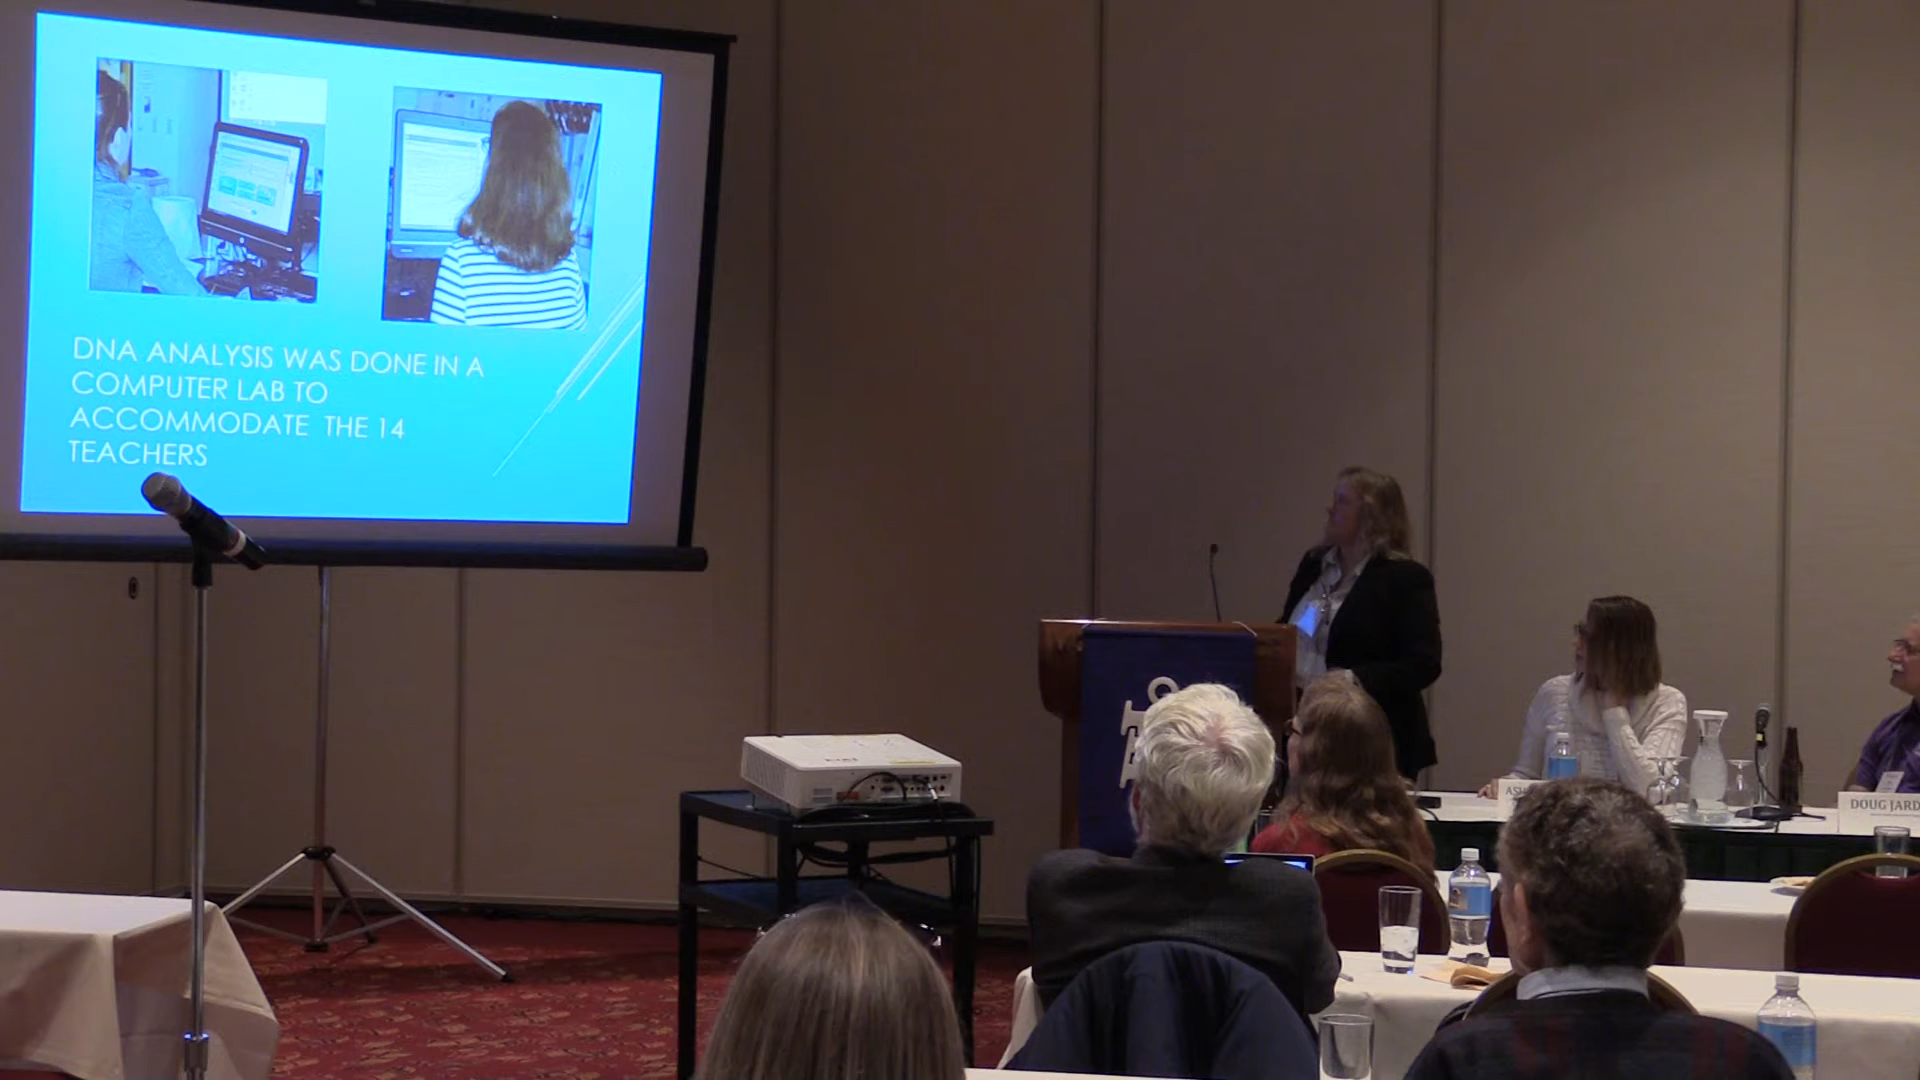 DNA ANALYSIS WAS DONE IN A
COMPUTER LAB TO
ACCOMMODATE THE 14
TEACHERS
DOUG JARD